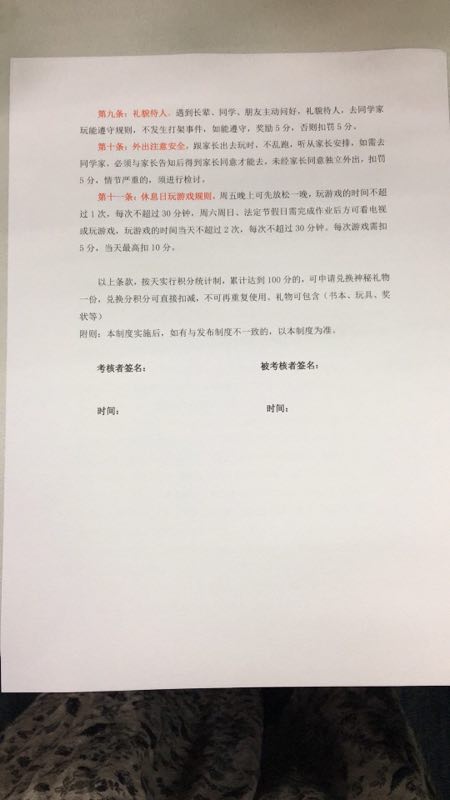 第九条：礼貌待人。遇到长辈、同学、朋友主动问好，礼貌待人，去同学家
玩能遵守规则，不发生打架事件，如能遵守，奖励 5 分，否则扣罚 5 分。
第十条：外出注意安全，跟家长出去玩时，不乱跑，听从家长安排，如需去
同学家，必须与家长告知后得到家长同意才能去，未经家长同意独立外出，扣罚
5 分，情节严重的，须进行检讨。
第十一条：休息日玩游戏规则，周五晚上可先放松一晚，玩游戏的时间不超
过 1 次，每次不超过 30 分钟，周六周日、法定节假日需完成作业后方可看电视
或玩游戏，玩游戏的时间当天不超过 2 次，每次不超过 30 分钟。每次游戏需扣
5 分，当天最高扣 10 分。
以上条款，按天实行积分统计制，累计达到 100 分的，可申请兑换神秘礼物
一份，兑换分积分可直接扣减，不可再重复使用、礼物可包含（书本、玩具、奖
状等）
附则：本制度实施后，如有与发布制度不一致的，以本制度为准。
考核者签名： 被考核者签名：
时间： 时间：